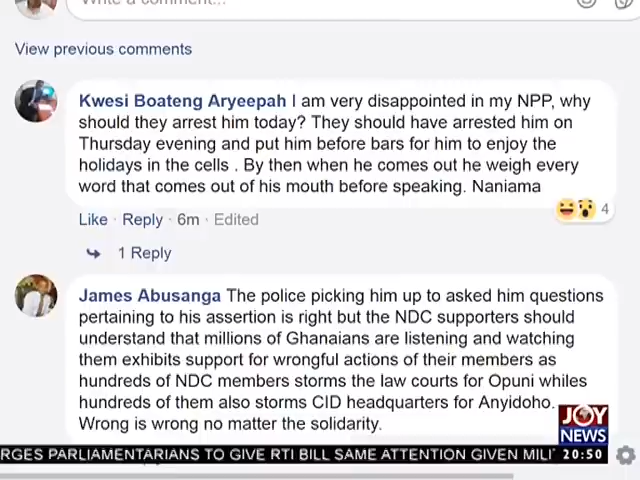 Write a comment...
View previous comments
Kwesi Boateng Aryeepah I am very disappointed in my NPP, why
should they arrest him today? They should have arrested him on
Thursday evening and put him before bars for him to enjoy the
holidays in the cells . By then when he comes out he weigh every
word that comes out of his mouth before speaking. Naniama
4
Like · Reply · 6m · Edited
1 Reply
James Abusanga The police picking him up to asked him questions
pertaining to his assertion is right but the NDC supporters should
understand that millions of Ghanaians are listening and watching
them exhibits support for wrongful actions of their members as
hundreds of NDC members storms the law courts for Opuni whiles
hundreds of them also storms CID headquarters for Anyidoho.
Wrong is wrong no matter the solidarity.
JOY
NEWS
RGES PARLIAMENTARIANS TO GIVE RTI BILL SAME ATTENTION GIVEN MILI
20:50